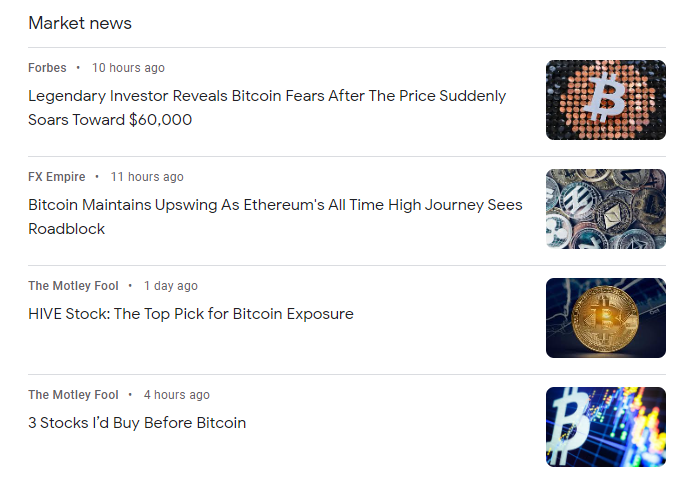 Market news
Forbes • 10 hours ago
Legendary Investor Reveals Bitcoin Fears After The Price Suddenly
Soars Toward $60,000
FX Empire • 11 hours ago
Bitcoin Maintains Upswing As Ethereum's All Time High Journey Sees
Roadblock
The Motley Fool • 1 day ago
HIVE Stock: The Top Pick for Bitcoin Exposure
The Motley Fool • 4 hours ago
3 Stocks I’d Buy Before Bitcoin